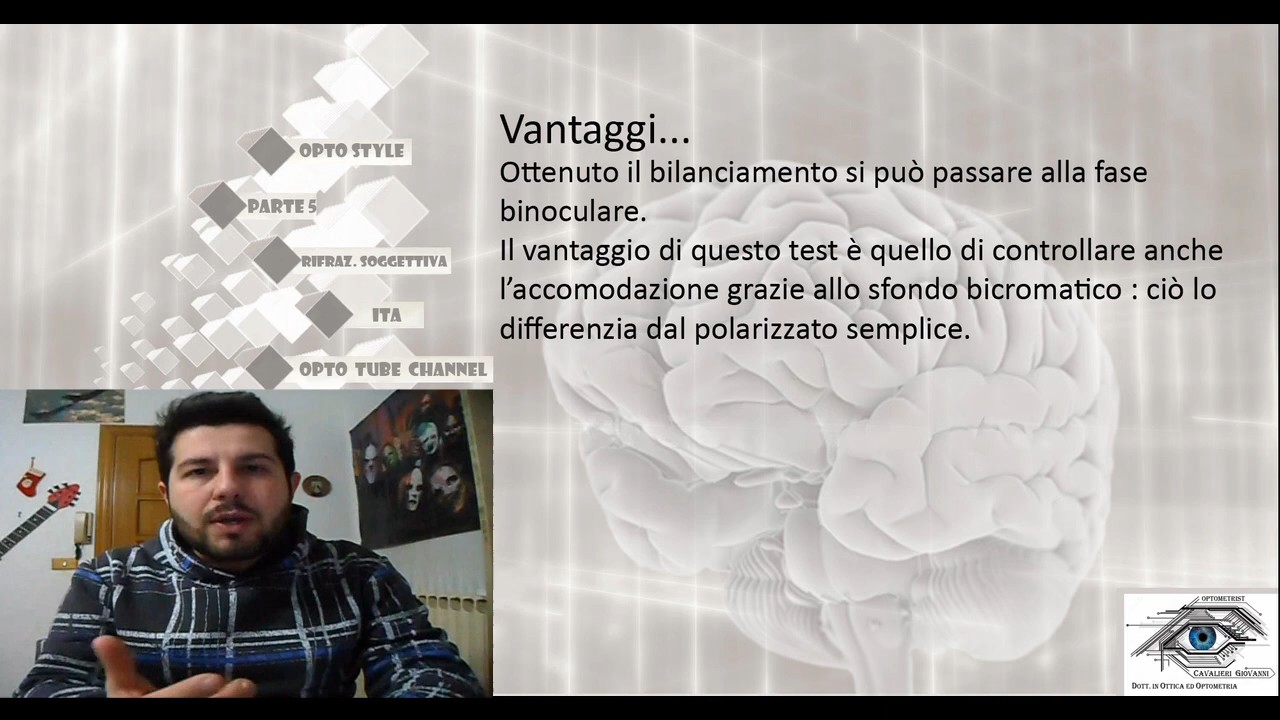 OPTO STYLE
PARTE 5
RIFRAZ. SOGGETTIVA
ITA
OPTO TUBE CHANNEL
Vantaggi...
Ottenuto il bilanciamento si può passare alla fase
binoculare.
Il vantaggio di questo test è quello di controllare anche
l'accomodazione grazie allo sfondo bicromatico : ciò lo
differenzia dal polarizzato semplice.
OPTOMETRIST
CAVALIERI GIOVANNI
DOTT. IN OTTICA ED OPTOMETRIA